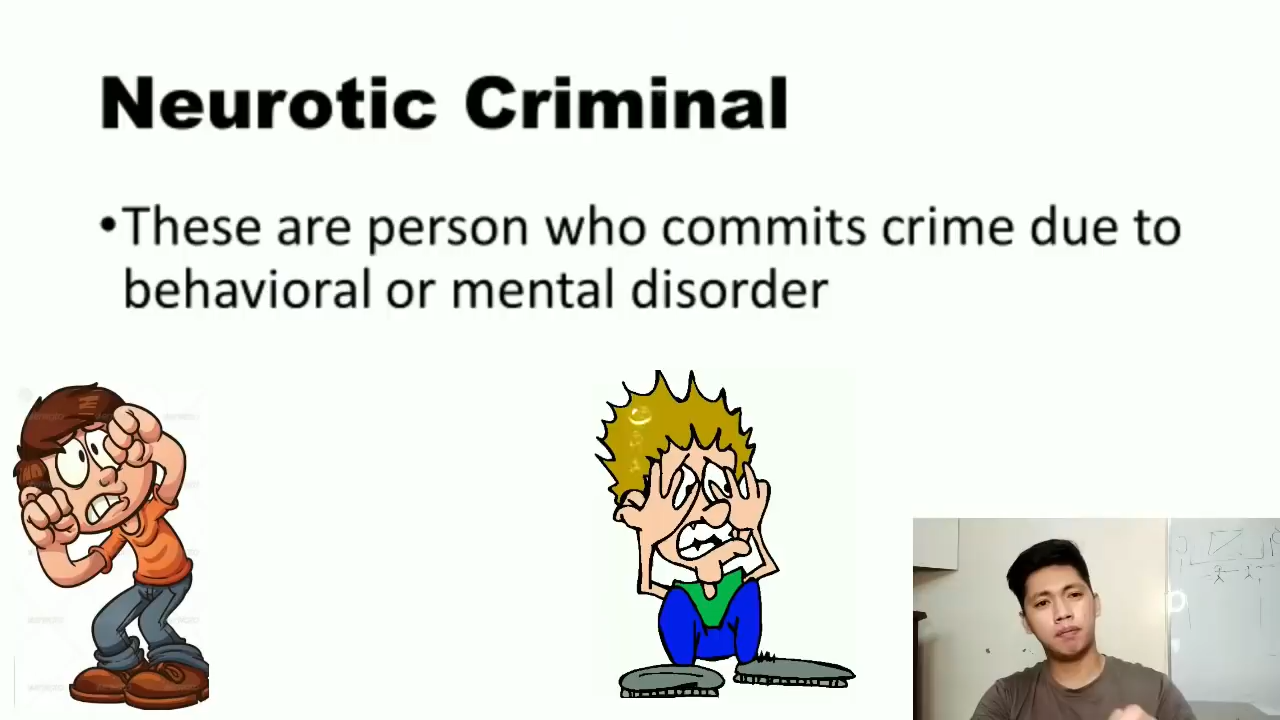 Neurotic Criminal
•These are person who commits crime due to
behavioral or mental disorder